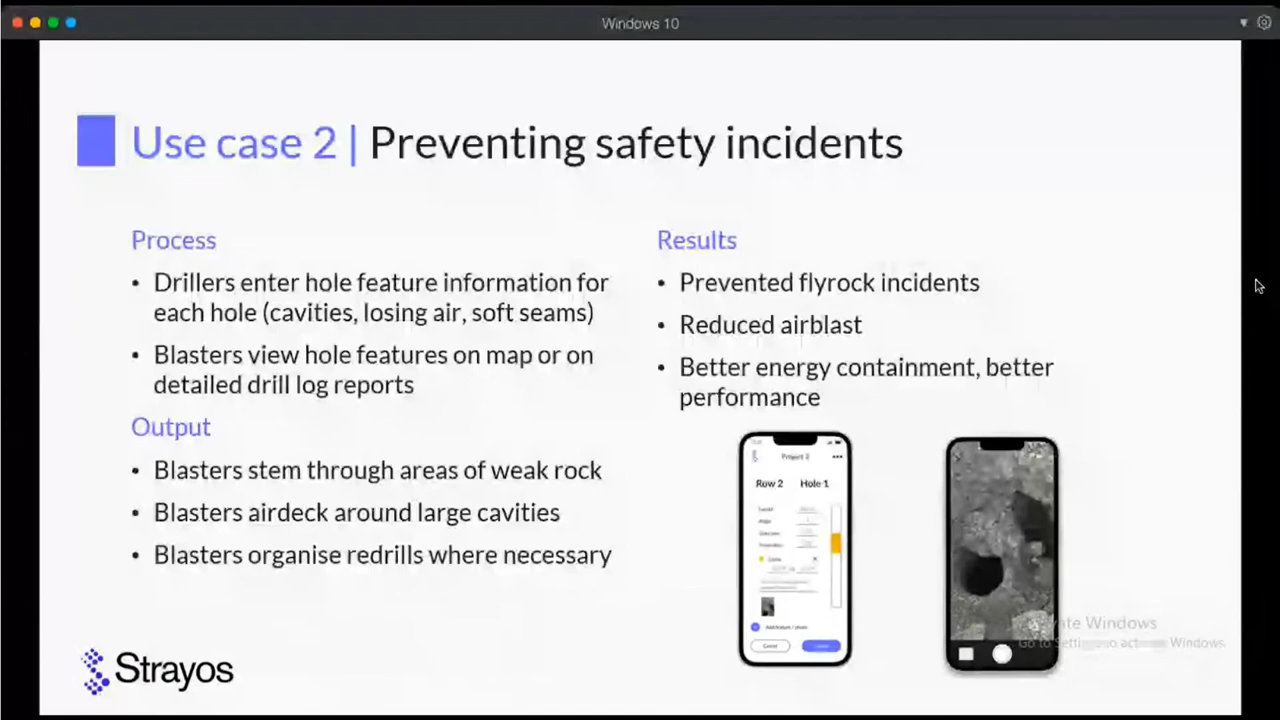 Windows 10
Use case 2 | Preventing safety incidents
Process
• Drillers enter hole feature information for
each hole (cavities, losing air, soft seams)
• Blasters view hole features on map or on
detailed drill log reports
Output
• Blasters stem through areas of weak rock
• Blasters airdeck around large cavities
• Blasters organise redrills where necessary
Results
• Prevented flyrock incidents
• Reduced airblast
• Better energy containment, better
performance
Project 2
Row 2 Hole 1
Add feature / photo
Cancel
Windows
Go to Settings to activate Windows.
Strayos